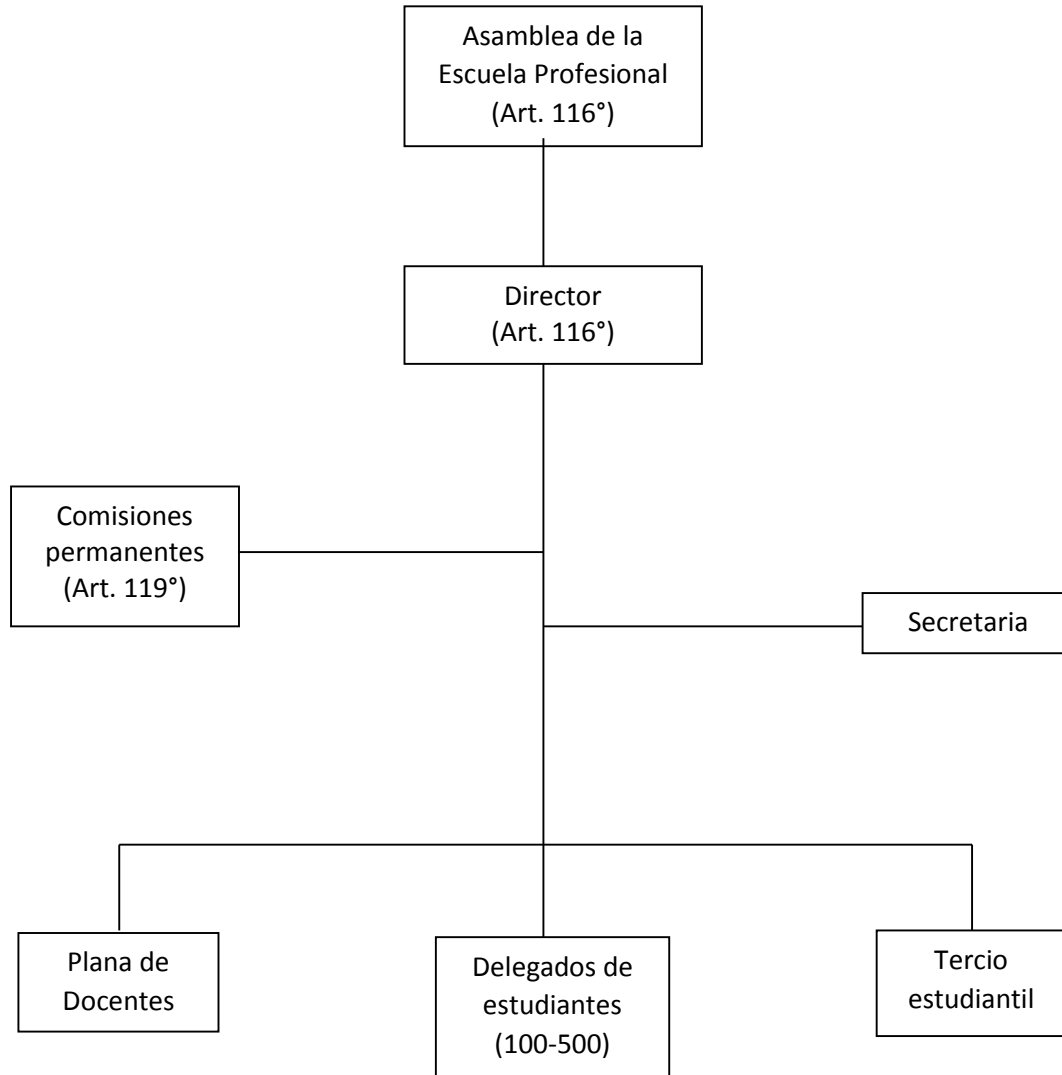 Asamblea de la
Escuela Profesional
(Art. 116°)
Director
(Art. 116°)
Comisiones
permanentes
(Art. 119°)
Secretaria
Plana de
Docentes
Delegados de
estudiantes
(100-500)
Tercio
estudiantil